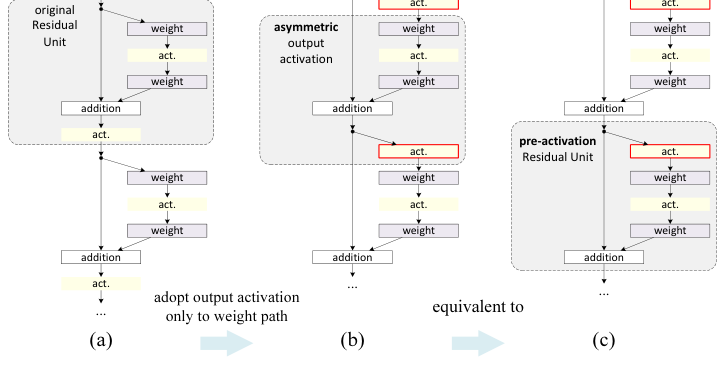 original
Residual
Unit
weight
act.
weight
addition
act.
weight
act.
weight
addition
act.
...
(a)
adopt output activation
only to weight path
act.
asymmetric
output
activation
weight
act.
weight
addition
act.
weight
act.
weight
addition
...
(b)
equivalent to
act.
weight
act.
weight
addition
pre-activation
Residual Unit
act.
weight
act.
weight
addition
...
(c)